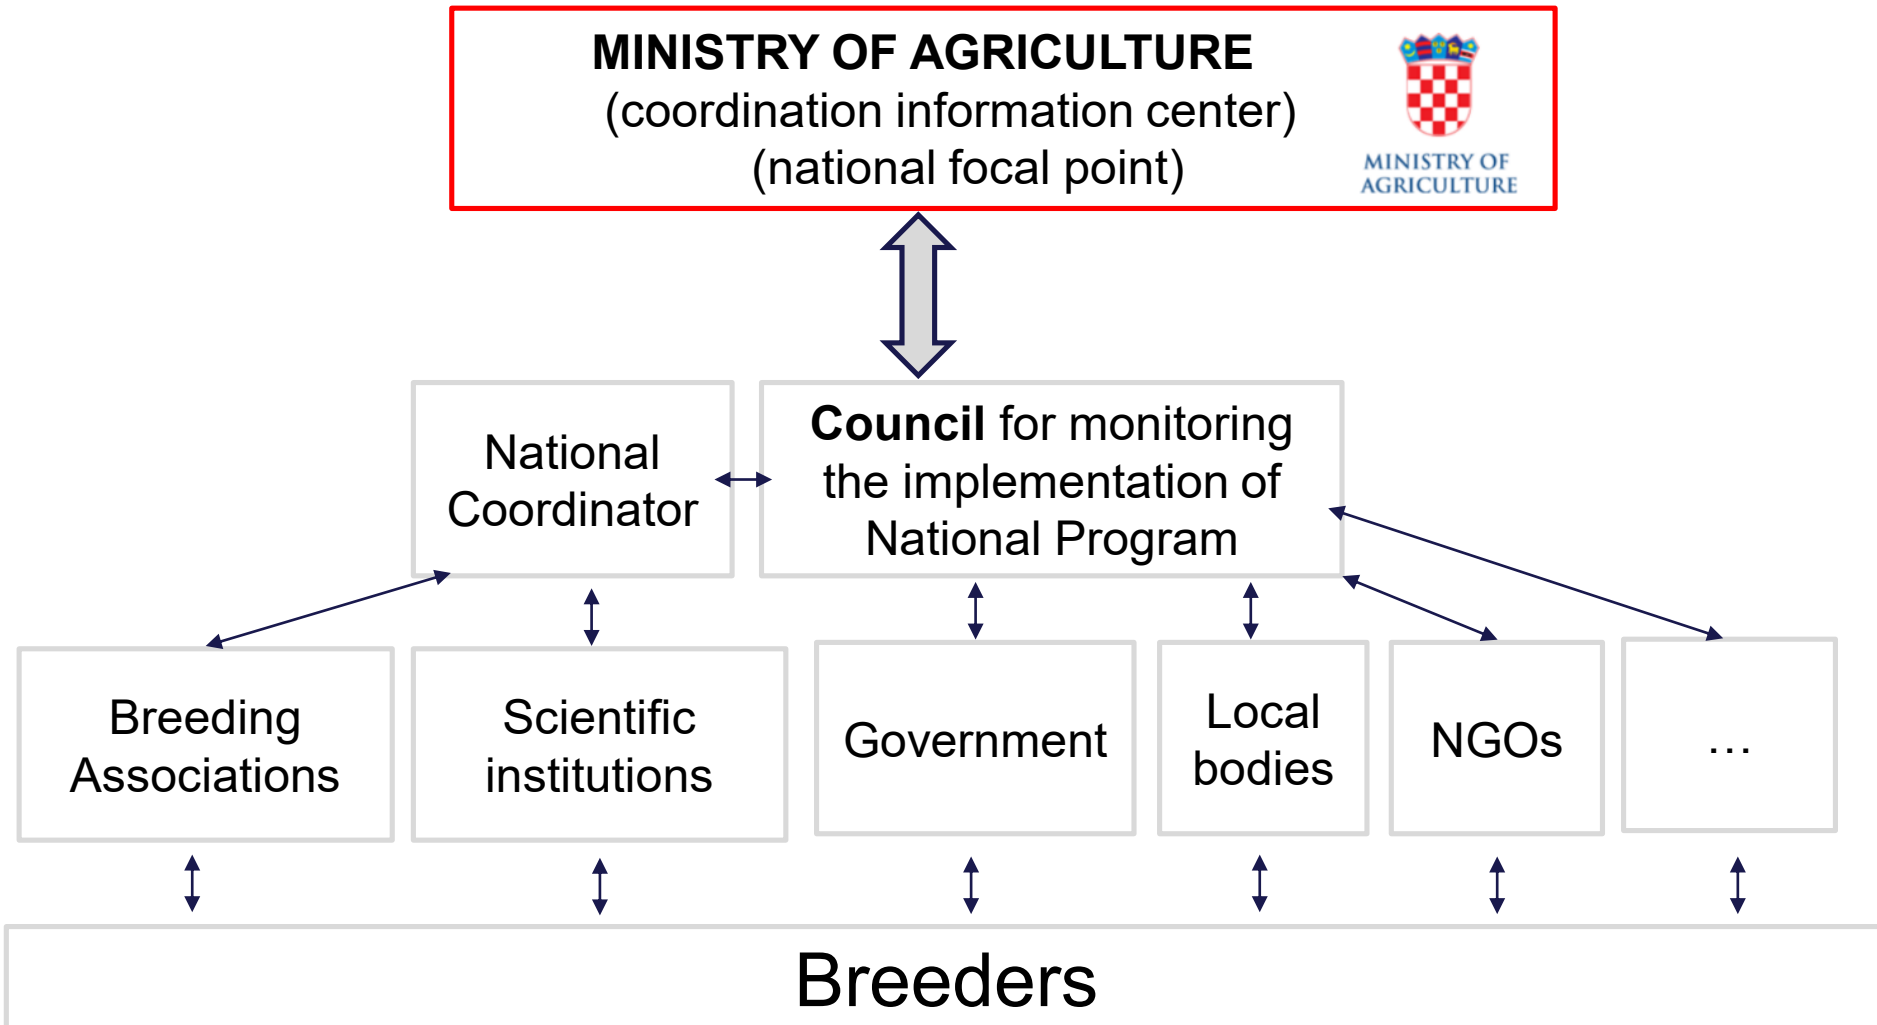 MINISTRY OF AGRICULTURE
(coordination information center)
(national focal point)
MINISTRY OF
AGRICULTURE
National
Coordinator
Council for monitoring
the implementation of
National Program
Breeding
Associations
Scientific
institutions
Government
Local
bodies
NGOs
…
Breeders